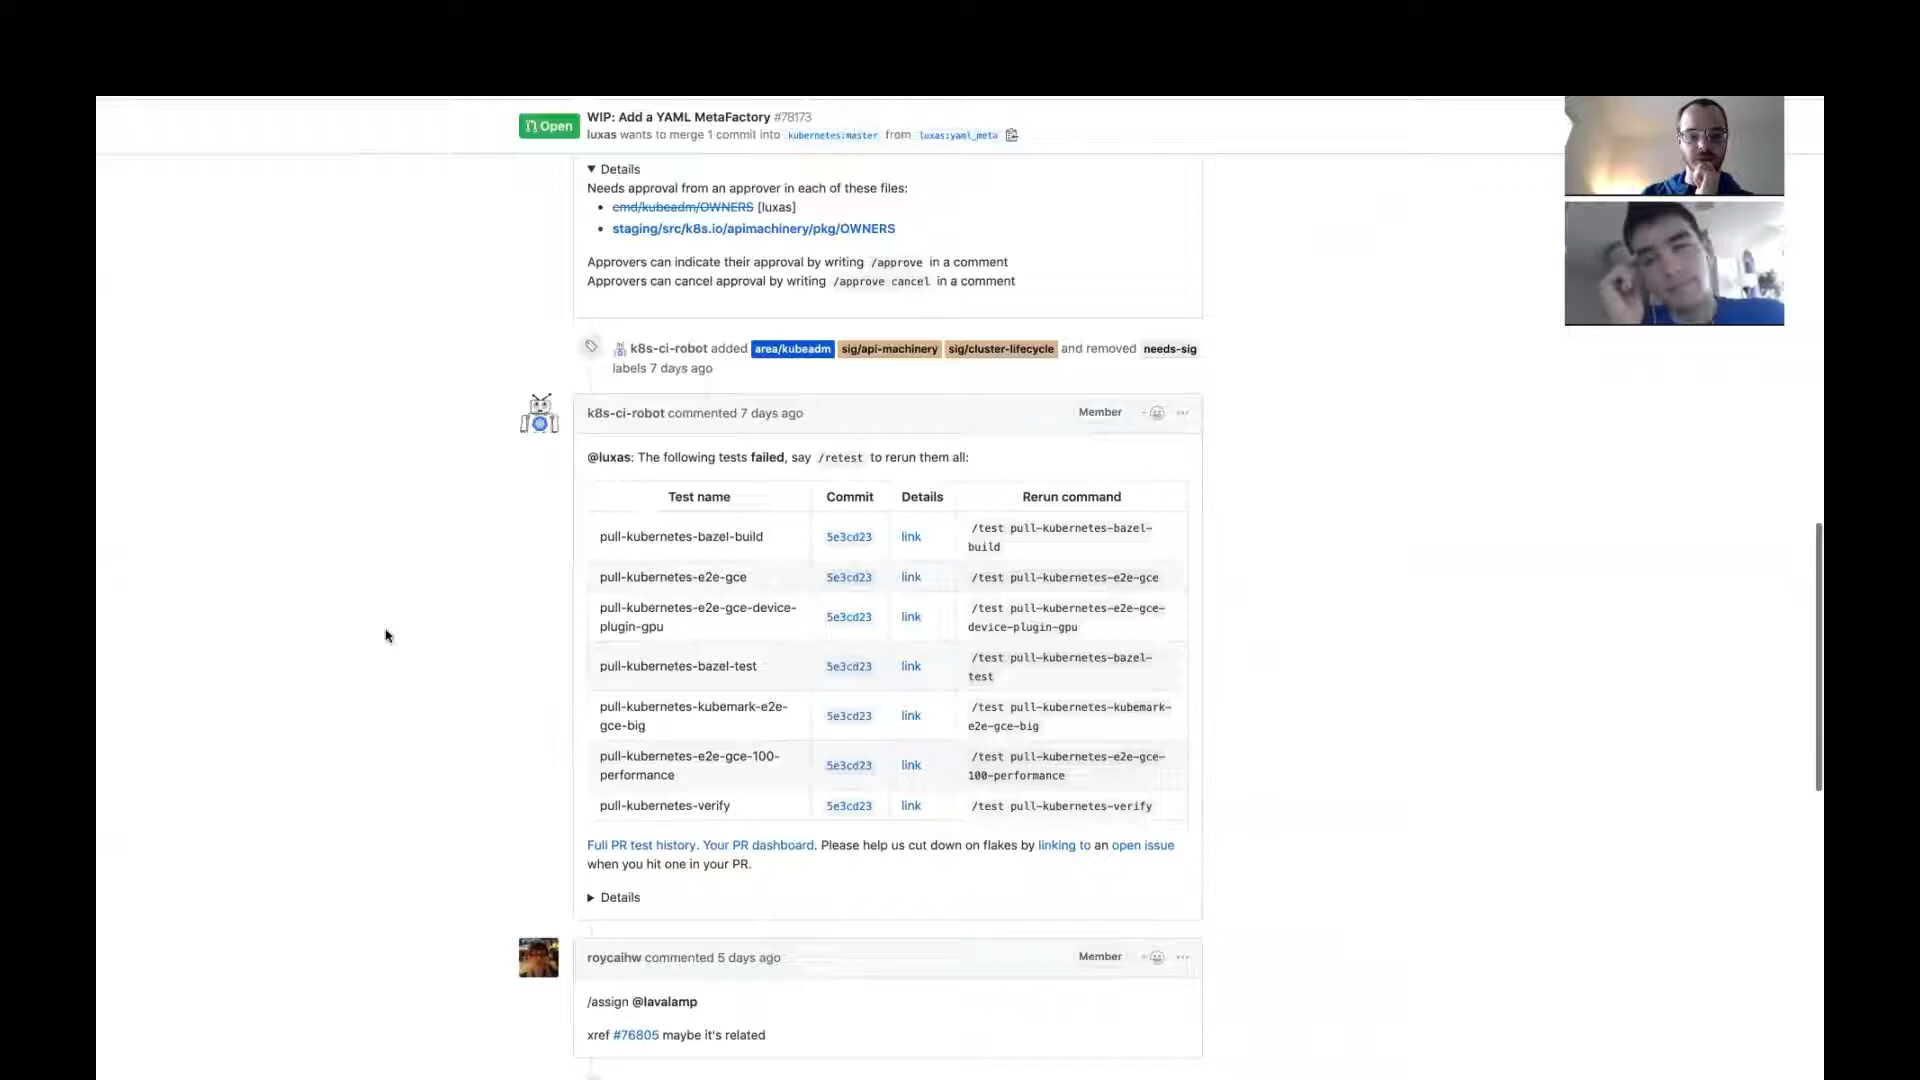 Open
WIP: Add a YAML MetaFactory #78173
luxas wants to merge 1 commit into kubernetes:master from luxas:yaml_meta
▼ Details
Needs approval from an approver in each of these files:
• cmd/kubeadm/OWNERS [luxas]
• staging/src/k8s.io/apimachinery/pkg/OWNERS
Approvers can indicate their approval by writing /approve in a comment
Approvers can cancel approval by writing /approve cancel in a comment
k8s-ci-robot added area/kubeadm sig/api-machinery sig/cluster-lifecycle and removed needs-sig
labels 7 days ago
k8s-ci-robot commented 7 days ago Member
@luxas: The following tests failed, say /retest to rerun them all:
Test name Commit Details Rerun command
pull-kubernetes-bazel-build 5e3cd23 link /test pull-kubernetes-bazel-
build
pull-kubernetes-e2e-gce 5e3cd23 link /test pull-kubernetes-e2e-gce
pull-kubernetes-e2e-gce-device-
plugin-gpu 5e3cd23 link /test pull-kubernetes-e2e-gce-
device-plugin-gpu
pull-kubernetes-bazel-test 5e3cd23 link /test pull-kubernetes-bazel-
test
pull-kubernetes-kubemark-e2e-
gce-big 5e3cd23 link /test pull-kubernetes-kubemark-
e2e-gce-big
pull-kubernetes-e2e-gce-100-
performance 5e3cd23 link /test pull-kubernetes-e2e-gce-
100-performance
pull-kubernetes-verify 5e3cd23 link /test pull-kubernetes-verify
Full PR test history. Your PR dashboard. Please help us cut down on flakes by linking to an open issue
when you hit one in your PR.
▶ Details
roycaihw commented 5 days ago Member
/assign @lavalamp
xref #76805 maybe it's related